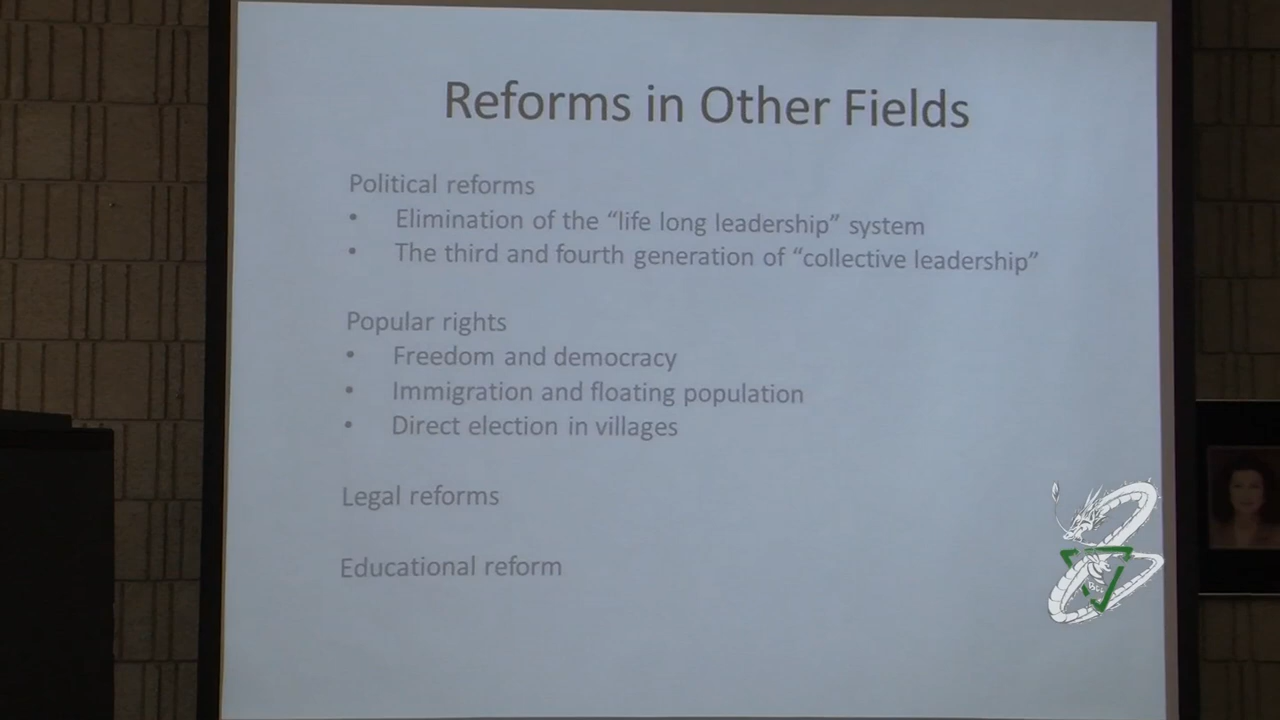 Reforms in Other Fields
Political reforms
• Elimination of the “life long leadership” system
• The third and fourth generation of “collective leadership”
Popular rights
• Freedom and democracy
• Immigration and floating population
• Direct election in villages
Legal reforms
Educational reform